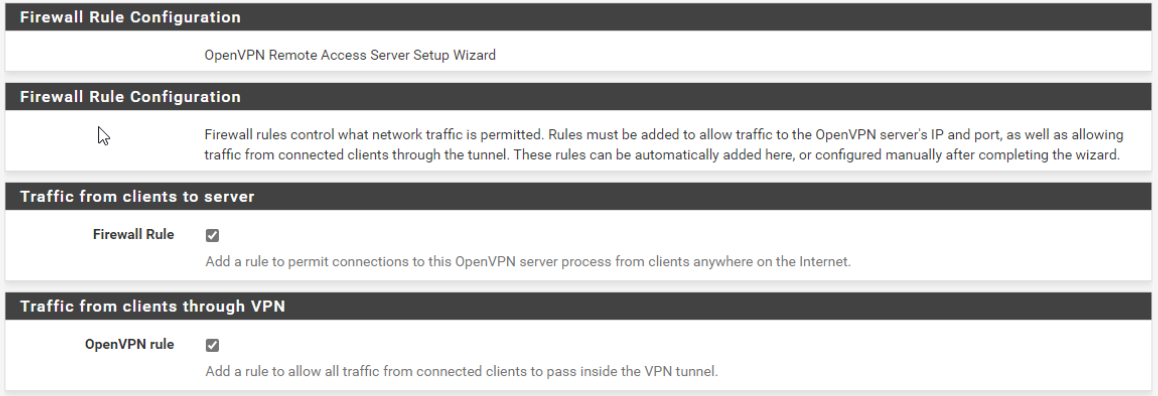 Firewall Rule Configuration
OpenVPN Remote Access Server Setup Wizard
Firewall Rule Configuration
Firewall rules control what network traffic is permitted. Rules must be added to allow traffic to the OpenVPN server's IP and port, as well as allowing
traffic from connected clients through the tunnel. These rules can be automatically added here, or configured manually after completing the wizard.
Traffic from clients to server
Firewall Rule
Add a rule to permit connections to this OpenVPN server process from clients anywhere on the Internet.
Traffic from clients through VPN
OpenVPN rule
Add a rule to allow all traffic from connected clients to pass inside the VPN tunnel.